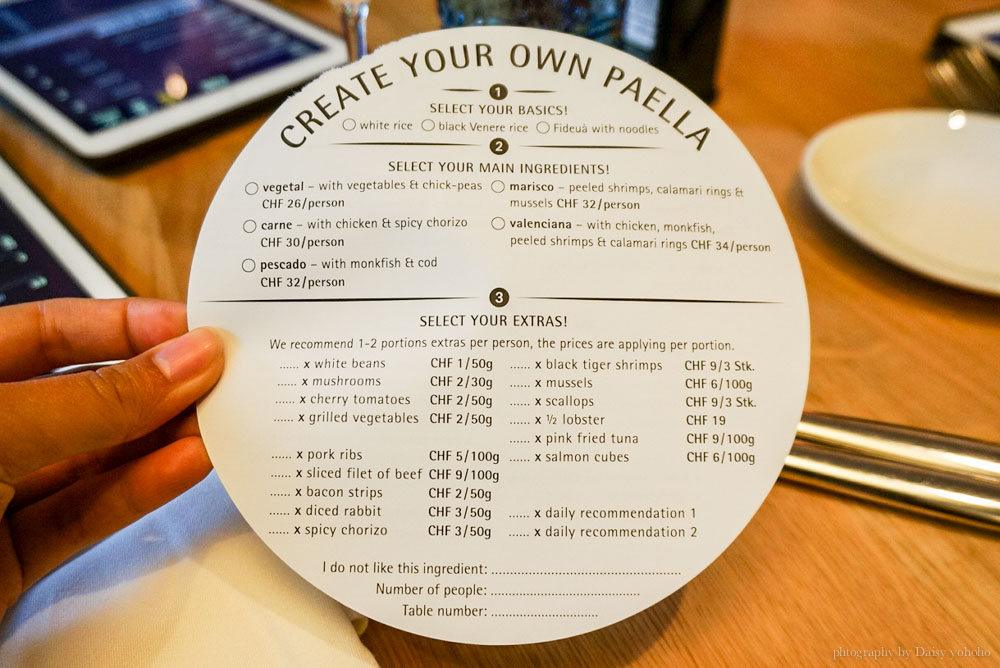 CREATE YOUR OWN PAELLA
1
SELECT YOUR BASICS!
white rice black Venere rice Fideuà with noodles
2
SELECT YOUR MAIN INGREDIENTS!
vegetal – with vegetables & chick-peas
CHF 26/person
carne – with chicken & spicy chorizo
CHF 30/person
pescado – with monkfish & cod
CHF 32/person
marisco – peeled shrimps, calamari rings &
mussels CHF 32/person
valenciana – with chicken, monkfish,
peeled shrimps & calamari rings CHF 34/person
3
SELECT YOUR EXTRAS!
We recommend 1-2 portions extras per person, the prices are applying per portion.
...... x white beans CHF 1/50g
...... x mushrooms CHF 2/30g
...... x cherry tomatoes CHF 2/50g
...... x grilled vegetables CHF 2/50g
...... x pork ribs CHF 5/100g
...... x sliced filet of beef CHF 9/100g
...... x bacon strips CHF 2/50g
...... x diced rabbit CHF 3/50g
...... x spicy chorizo CHF 3/50g
...... x black tiger shrimps CHF 9/3 Stk.
...... x mussels CHF 6/100g
...... x scallops CHF 9/3 Stk.
...... x ½ lobster CHF 19
...... x pink fried tuna CHF 9/100g
...... x salmon cubes CHF 6/100g
...... x daily recommendation 1
...... x daily recommendation 2
I do not like this ingredient: ................................................
Number of people: ......................................
Table number: ...........................
phtography by Daisy yohoho